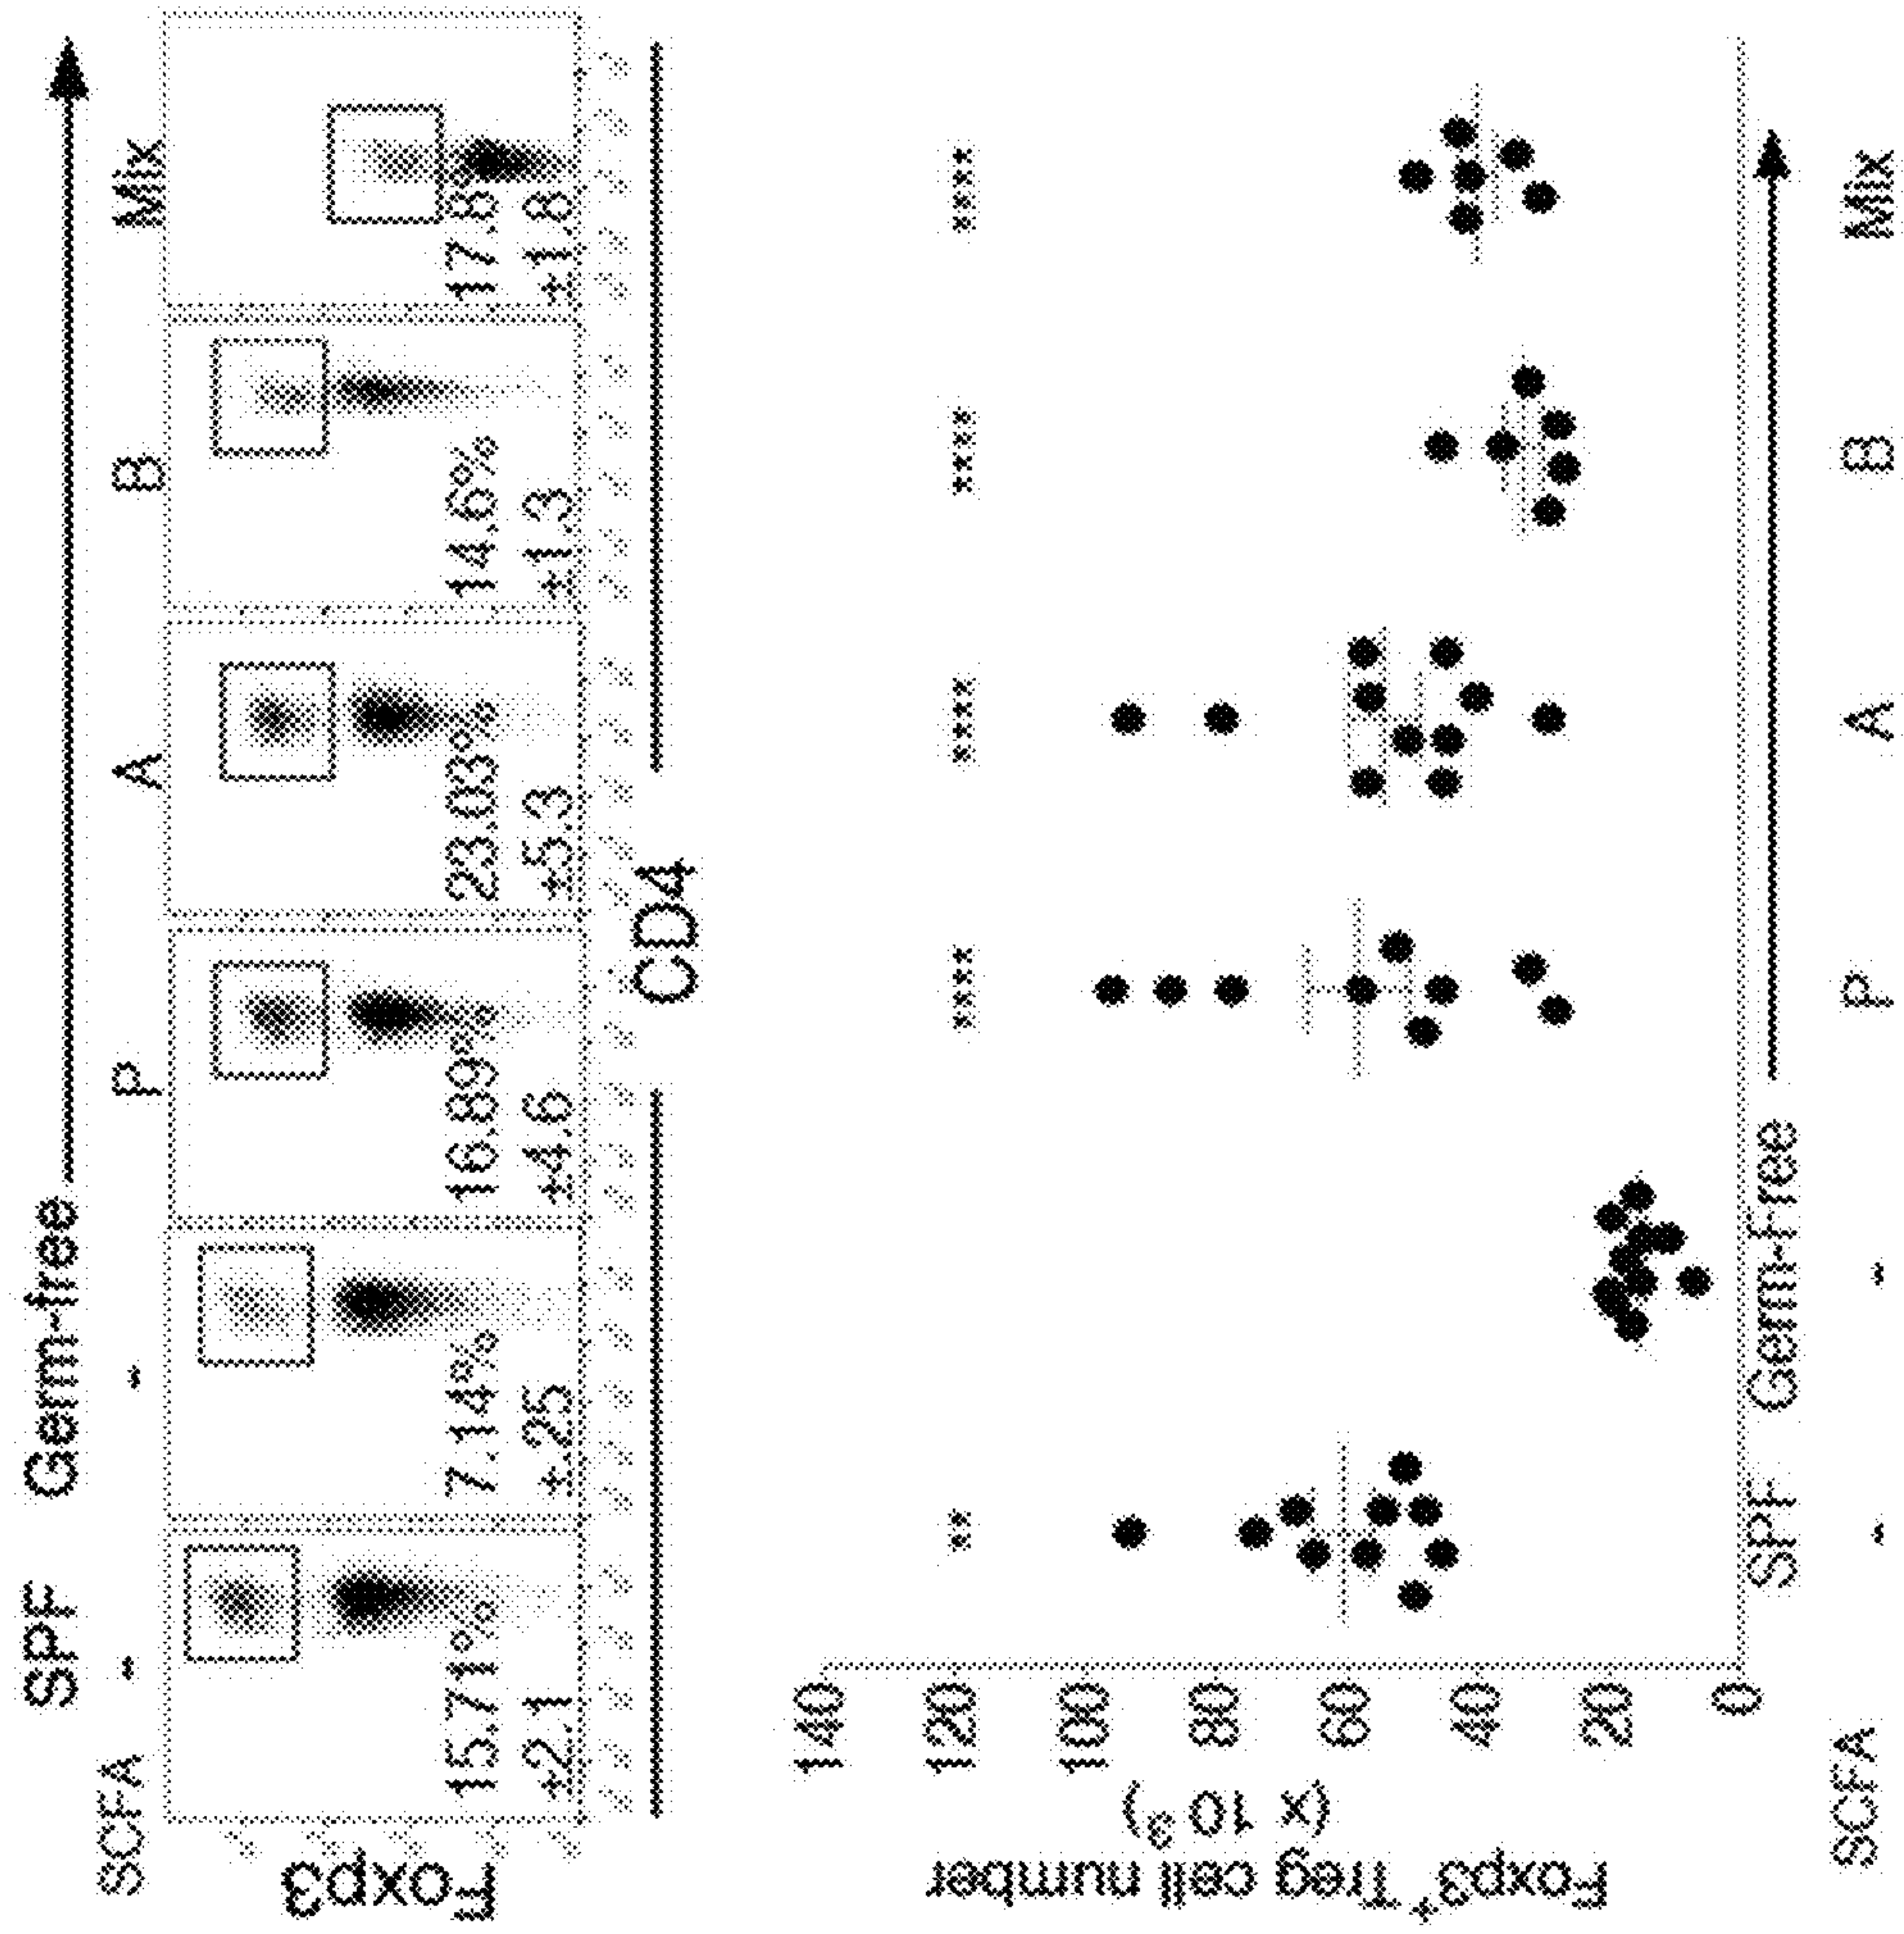 SPF Germ-free
SCFA - - P A B Mix
Foxp3
15.71% 7.14% 16.89% 23.03% 14.6% 17.8
±2.1 ±.25 ±4.6 ±5.3 ±1.3 ±1.8
CD4
Foxp3+ Treg cell number
(x 10³)
140
120
100
80
60
40
20
0
** **** **** **** ****
SPF Germ-Free
SCFA - - P A B Mix